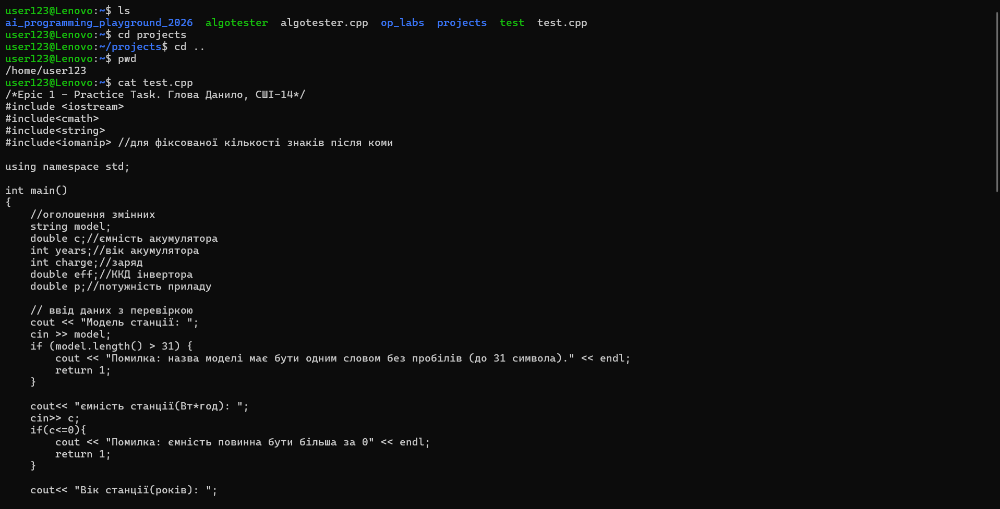 user123@Lenovo:~$ ls
ai_programming_playground_2026  algotester  algotester.cpp  op_labs  projects  test  test.cpp
user123@Lenovo:~$ cd projects
user123@Lenovo:~/projects$ cd ..
user123@Lenovo:~$ pwd
/home/user123
user123@Lenovo:~$ cat test.cpp
/*Epic 1 - Practice Task. Глова Данило, СШІ-14*/
#include <iostream>
#include<cmath>
#include<string>
#include<iomanip> //для фіксованої кількості знаків після коми

using namespace std;

int main()
{
    //оголошення змінних
    string model;
    double c;//ємність акумулятора
    int years;//вік акумулятора
    int charge;//заряд
    double eff;//ККД інвертора
    double p;//потужність приладу

    // ввід даних з перевіркою
    cout << "Модель станції: ";
    cin >> model;
    if (model.length() > 31) {
        cout << "Помилка: назва моделі має бути одним словом без пробілів (до 31 символа)." << endl;
        return 1;
    }

    cout<< "ємність станції(Вт*год): ";
    cin>> c;
    if(c<=0){
        cout << "Помилка: ємність повинна бути більша за 0" << endl;
        return 1;
    }

    cout<< "Вік станції(років): ";